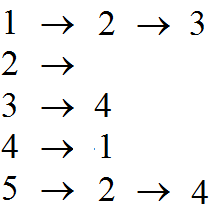 1 → 2 → 3
2 →
3 → 4
4 → 1
5 → 2 → 4